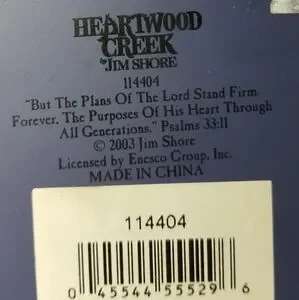 HEARTWOOD
CREEK
by JIM SHORE
114404
"But The Plans Of The Lord Stand Firm
Forever, The Purposes Of His Heart Through
All Generations." Psalms 33:11
© 2003 Jim Shore
Licensed by Enesco Group, Inc.
MADE IN CHINA
114404
0 45544 55529 6